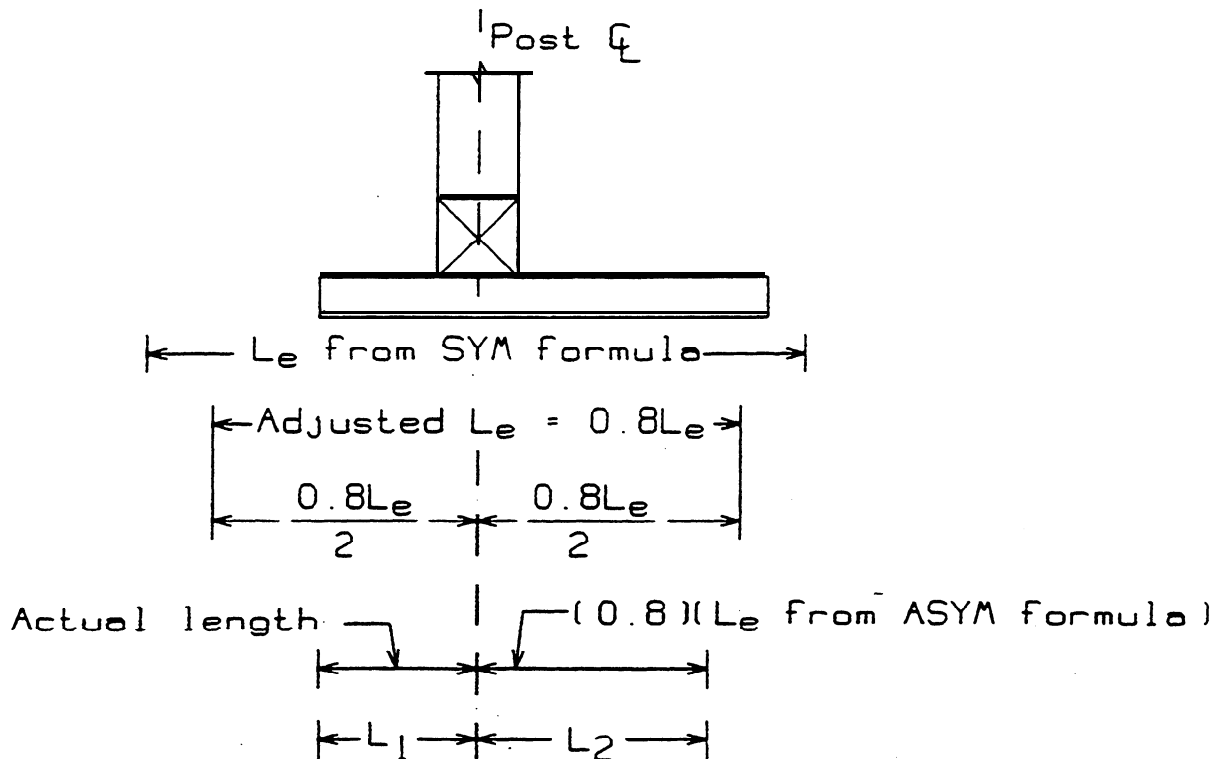 Post ℄
Le from SYM formula
Adjusted Le = 0.8Le
0.8Le 0.8Le
2 2
Actual length (0.8)(Le from ASYM formula)
L1 L2